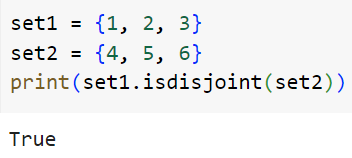 set1 = {1, 2, 3}
set2 = {4, 5, 6}
print(set1.isdisjoint(set2))
True